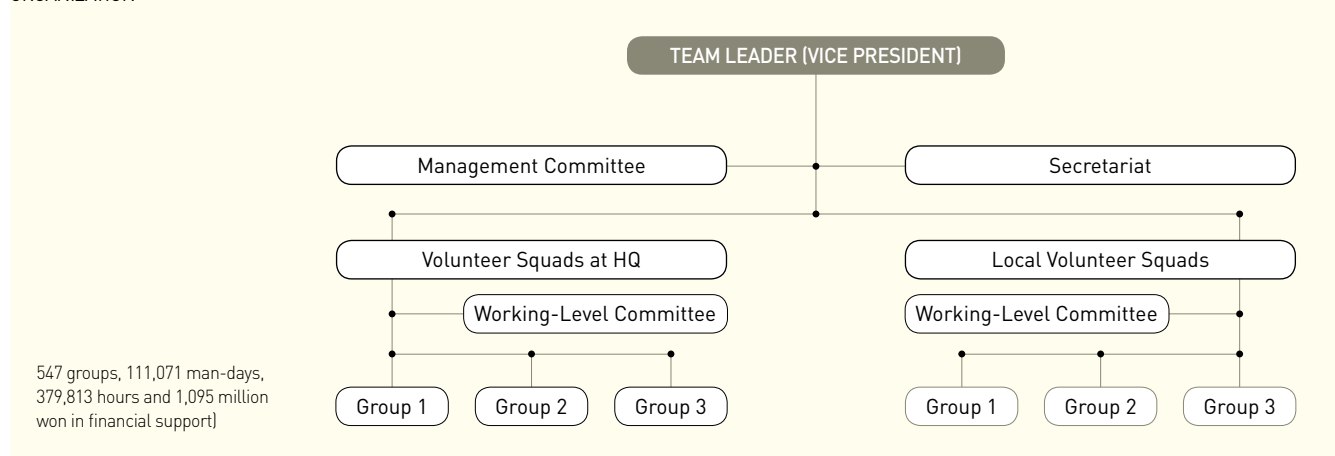 TEAM LEADER (VICE PRESIDENT)
Management Committee
Secretariat
Volunteer Squads at HQ
Local Volunteer Squads
Working-Level Committee
Working-Level Committee
547 groups, 111,071 man-days,
379,813 hours and 1,095 million
won in financial support)
Group 1
Group 2
Group 3
Group 1
Group 2
Group 3